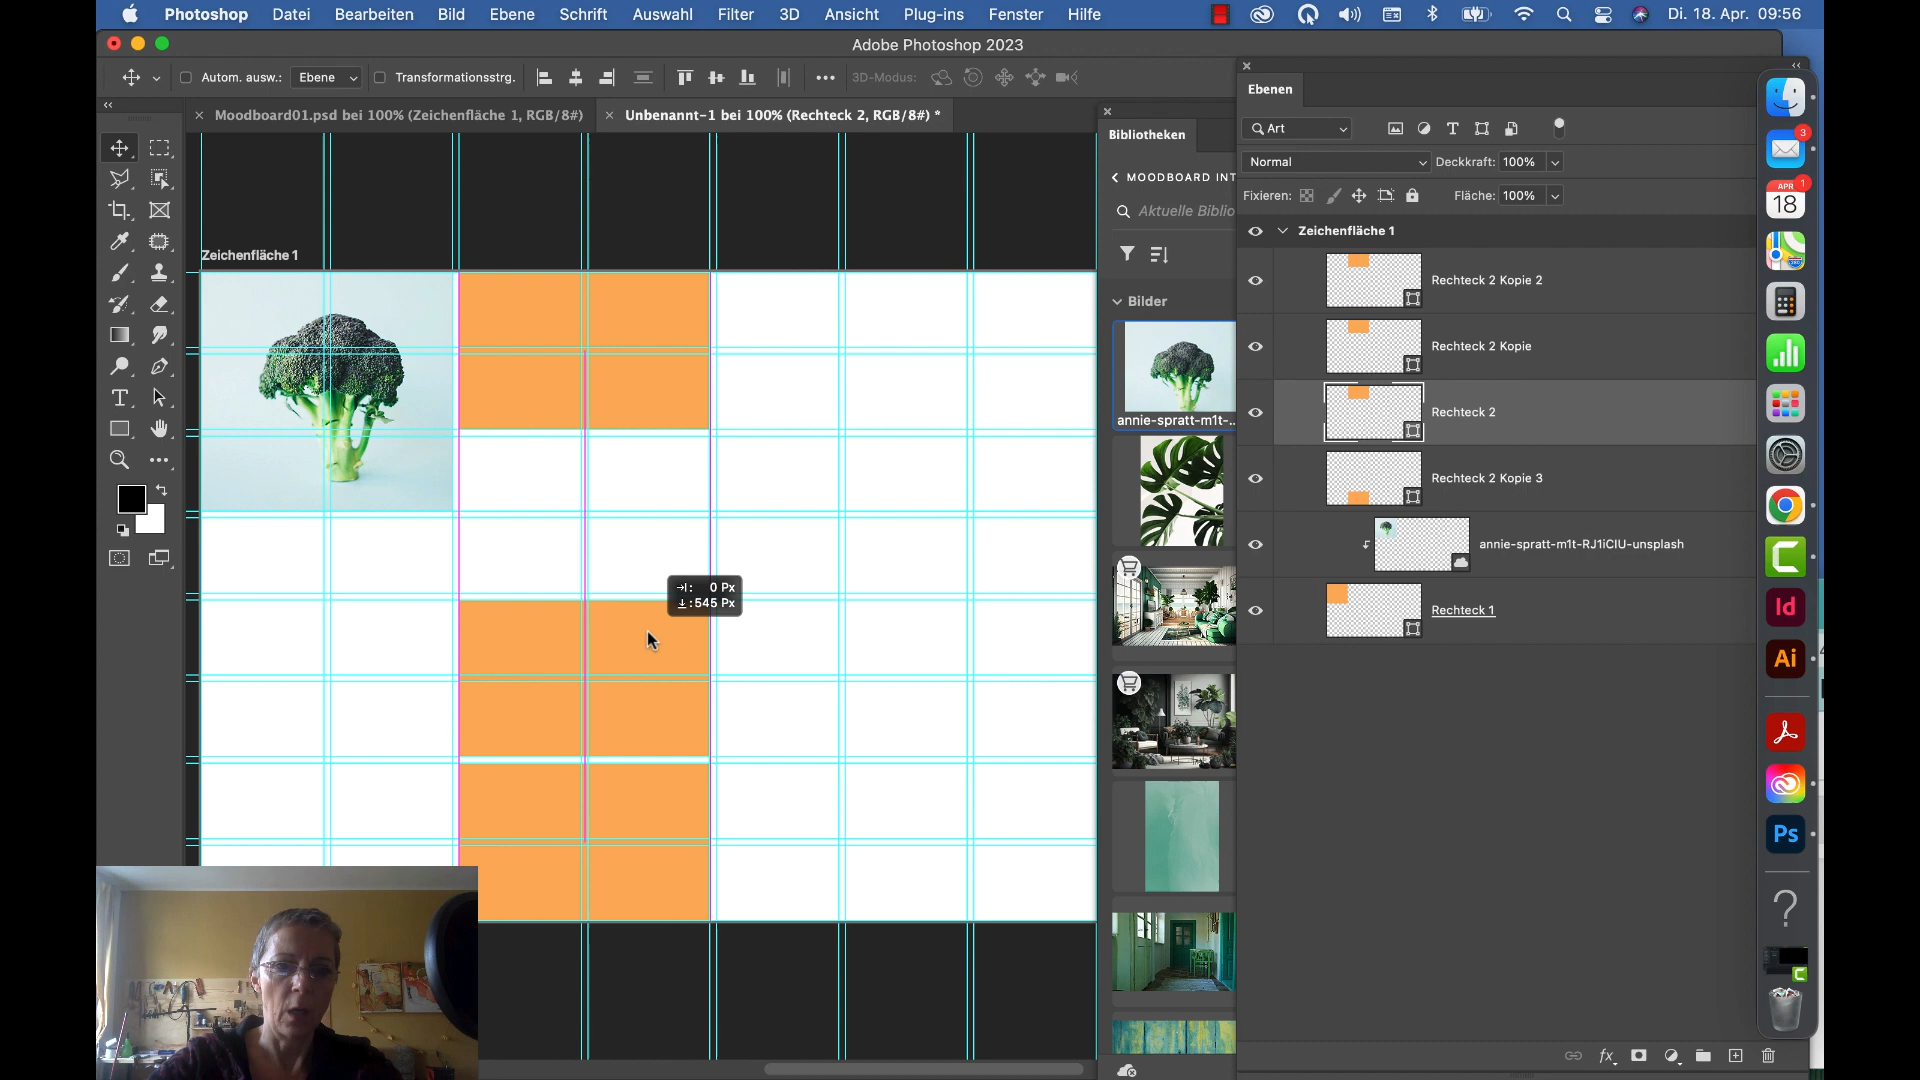 Photoshop Datei Bearbeiten Bild Ebene Schrift Auswahl Filter 3D Ansicht Plug-ins Fenster Hilfe Di. 18. Apr. 09:56
Adobe Photoshop 2023
Autom. ausw.: Ebene Transformationsstrg. 3D-Modus:
Moodboard01.psd bei 100% (Zeichenfläche 1, RGB/8#)
Unbenannt-1 bei 100% (Rechteck 2, RGB/8#) *
Zeichenfläche 1
0 Px
:545 Px
Bibliotheken
MOODBOARD INT
Aktuelle Biblio
Bilder
annie-spratt-m1t-..
Ebenen
Art
Normal Deckkraft: 100%
Fixieren: Fläche: 100%
Zeichenfläche 1
Rechteck 2 Kopie 2
Rechteck 2 Kopie
Rechteck 2
Rechteck 2 Kopie 3
annie-spratt-m1t-RJ1iCIU-unsplash
Rechteck 1
fx
3
APR
1
18
Id
Ai
Ps